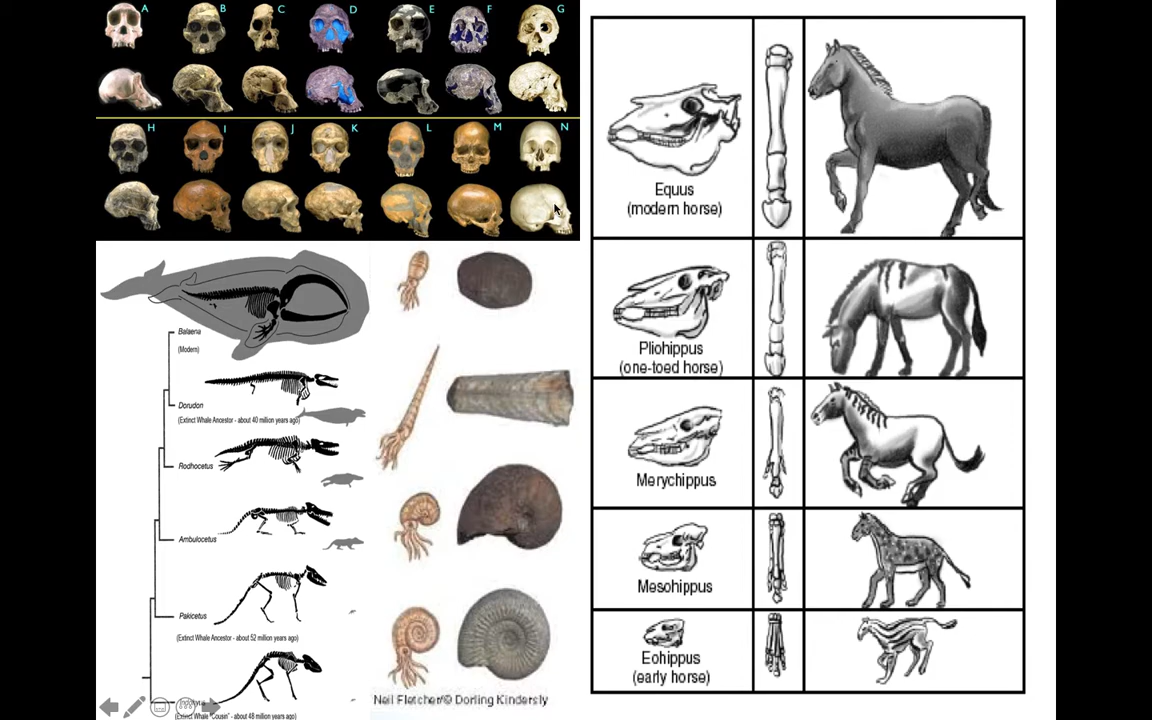 A B C D E F G
H I J K L M N
Balaena
(Modern)
Dorudon
(Extinct Whale Ancestor - about 40 million years ago)
Rodhocetus
Ambulocetus
Pakicetus
(Extinct Whale Ancestor - about 52 million years ago)
(Extinct Whale "Cousin" - about 48 million years ago)
Neil Fletcher/© Dorling Kindersly
Equus
(modern horse)
Pliohippus
(one-toed horse)
Merychippus
Mesohippus
Eohippus
(early horse)